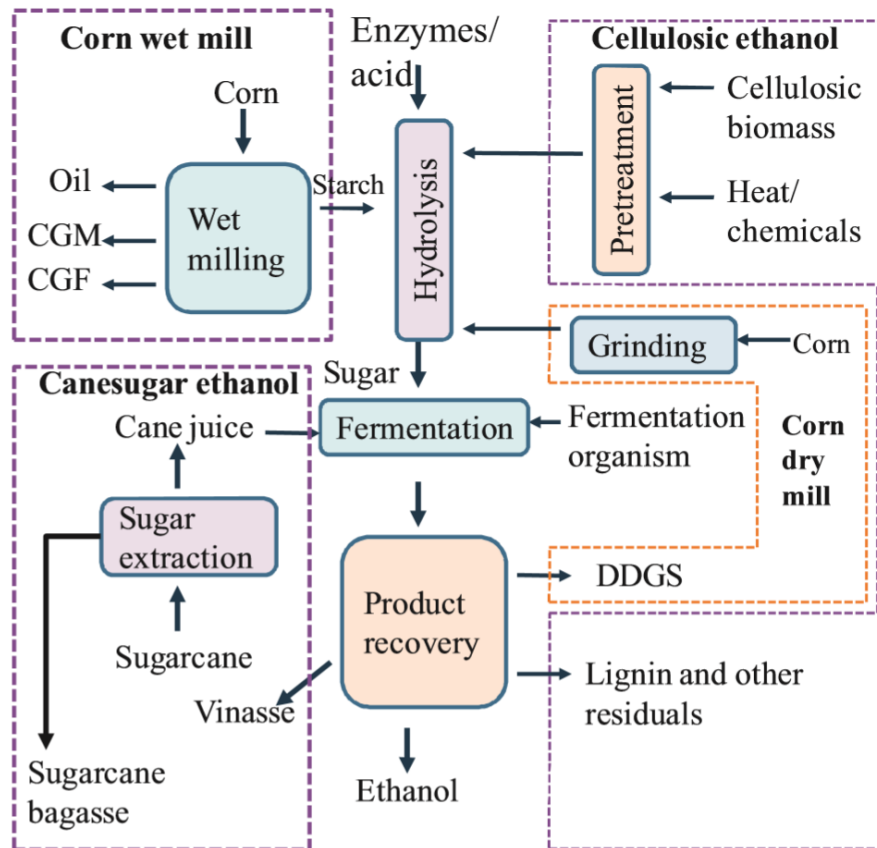 Corn wet mill
Corn
Oil
CGM
CGF
Wet
milling
Starch
Enzymes/
acid
Hydrolysis
Cellulosic ethanol
Pretreatment
Cellulosic
biomass
Heat/
chemicals
Grinding
Corn
Corn
dry
mill
Sugar
Canesugar ethanol
Cane juice
Fermentation
Fermentation
organism
Sugar
extraction
Sugarcane
Product
recovery
DDGS
Vinasse
Lignin and other
residuals
Sugarcane
bagasse
Ethanol